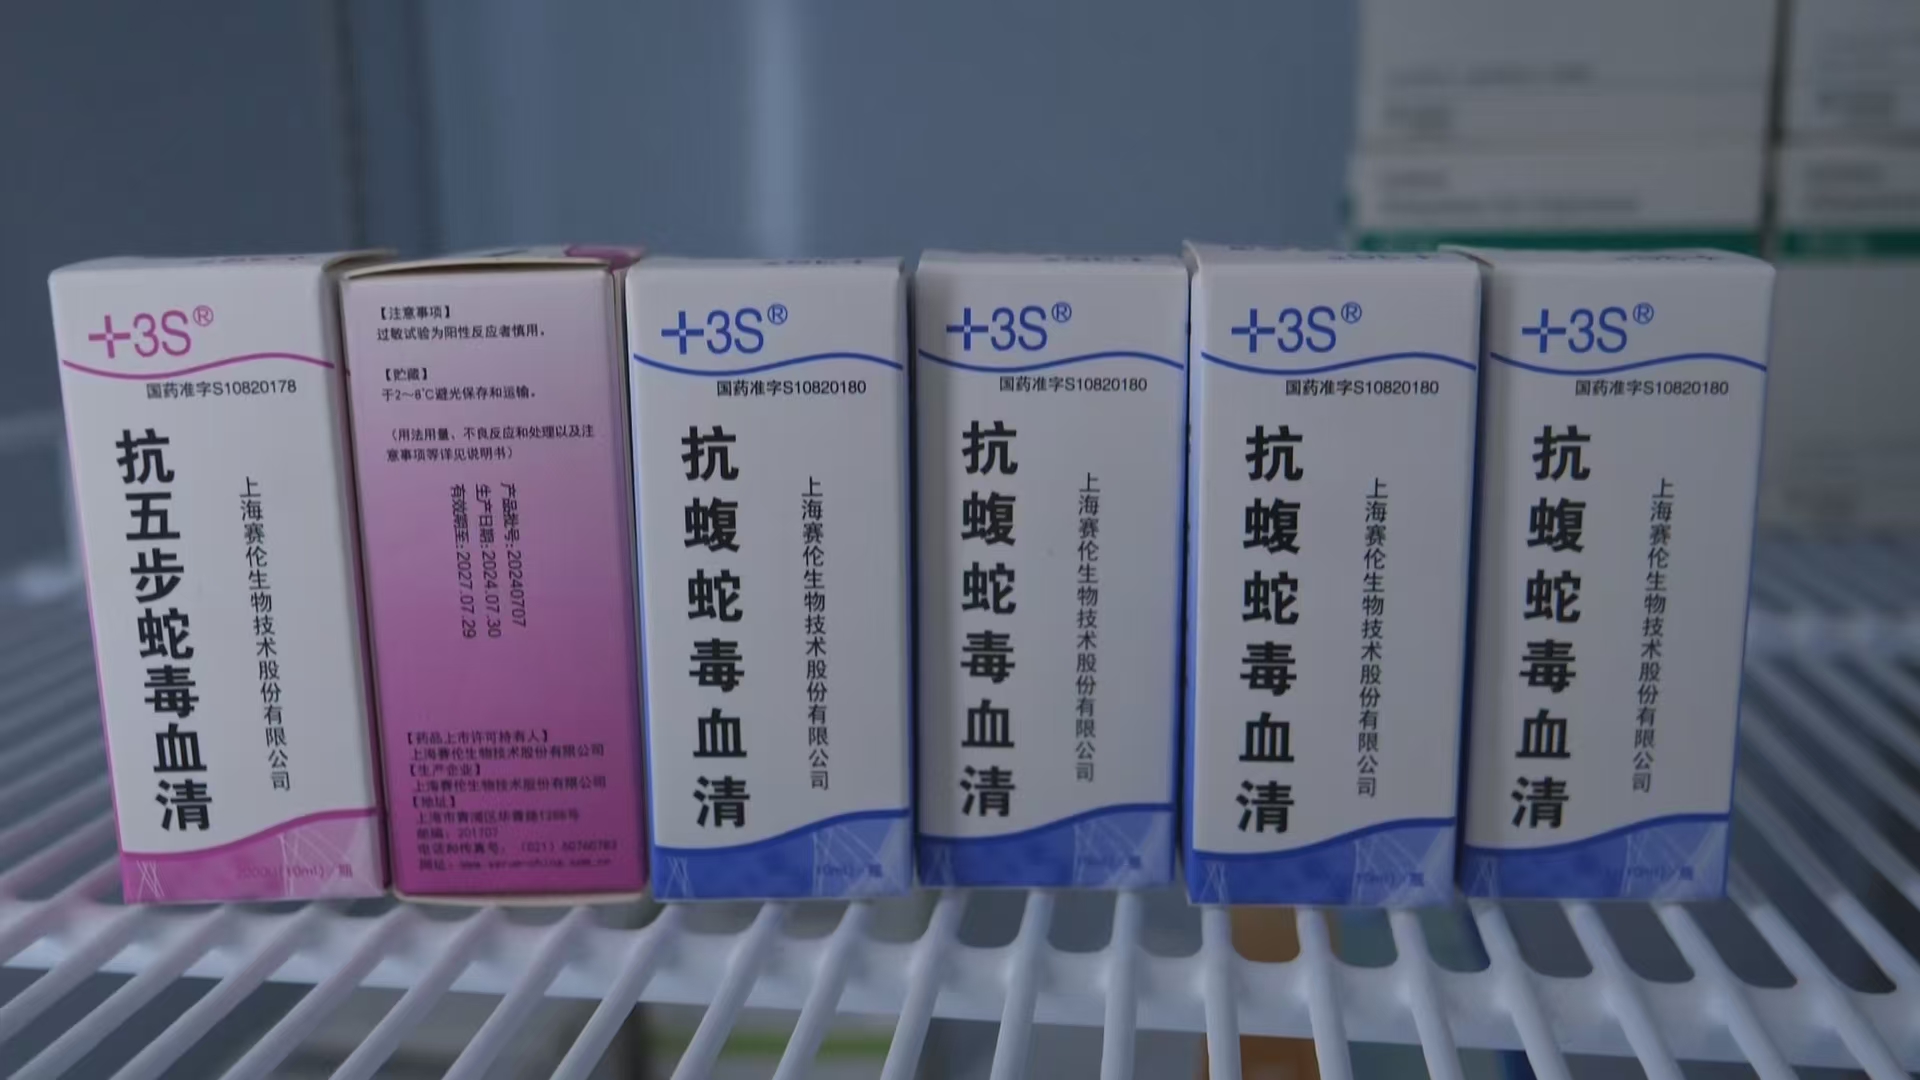 +3S®
国药准字S10820178
抗五步蛇毒血清
上海赛伦生物技术股份有限公司
2000U(10ml)/瓶
【注意事项】
过敏试验为阳性反应者慎用。
【贮藏】
于2~8℃避光保存和运输。
(用法用量、不良反应和处理以及注
意事项等详见说明书)
产品批号:20240707
生产日期:2024.07.30
有效期至:2027.07.29
【药品上市许可持有人】
上海赛伦生物技术股份有限公司
【生产企业】
上海赛伦生物技术股份有限公司
【地址】
邮编:201707
+3S®
国药准字S10820180
抗蝮蛇毒血清
上海赛伦生物技术股份有限公司
10ml)/瓶
+3S®
国药准字S10820180
抗蝮蛇毒血清
上海赛伦生物技术股份有限公司
+3S®
国药准字S10820180
抗蝮蛇毒血清
上海赛伦生物技术股份有限公司
10ml)/瓶
+3S®
国药准字S10820180
抗蝮蛇毒血清
上海赛伦生物技术股份有限公司
10ml)/瓶